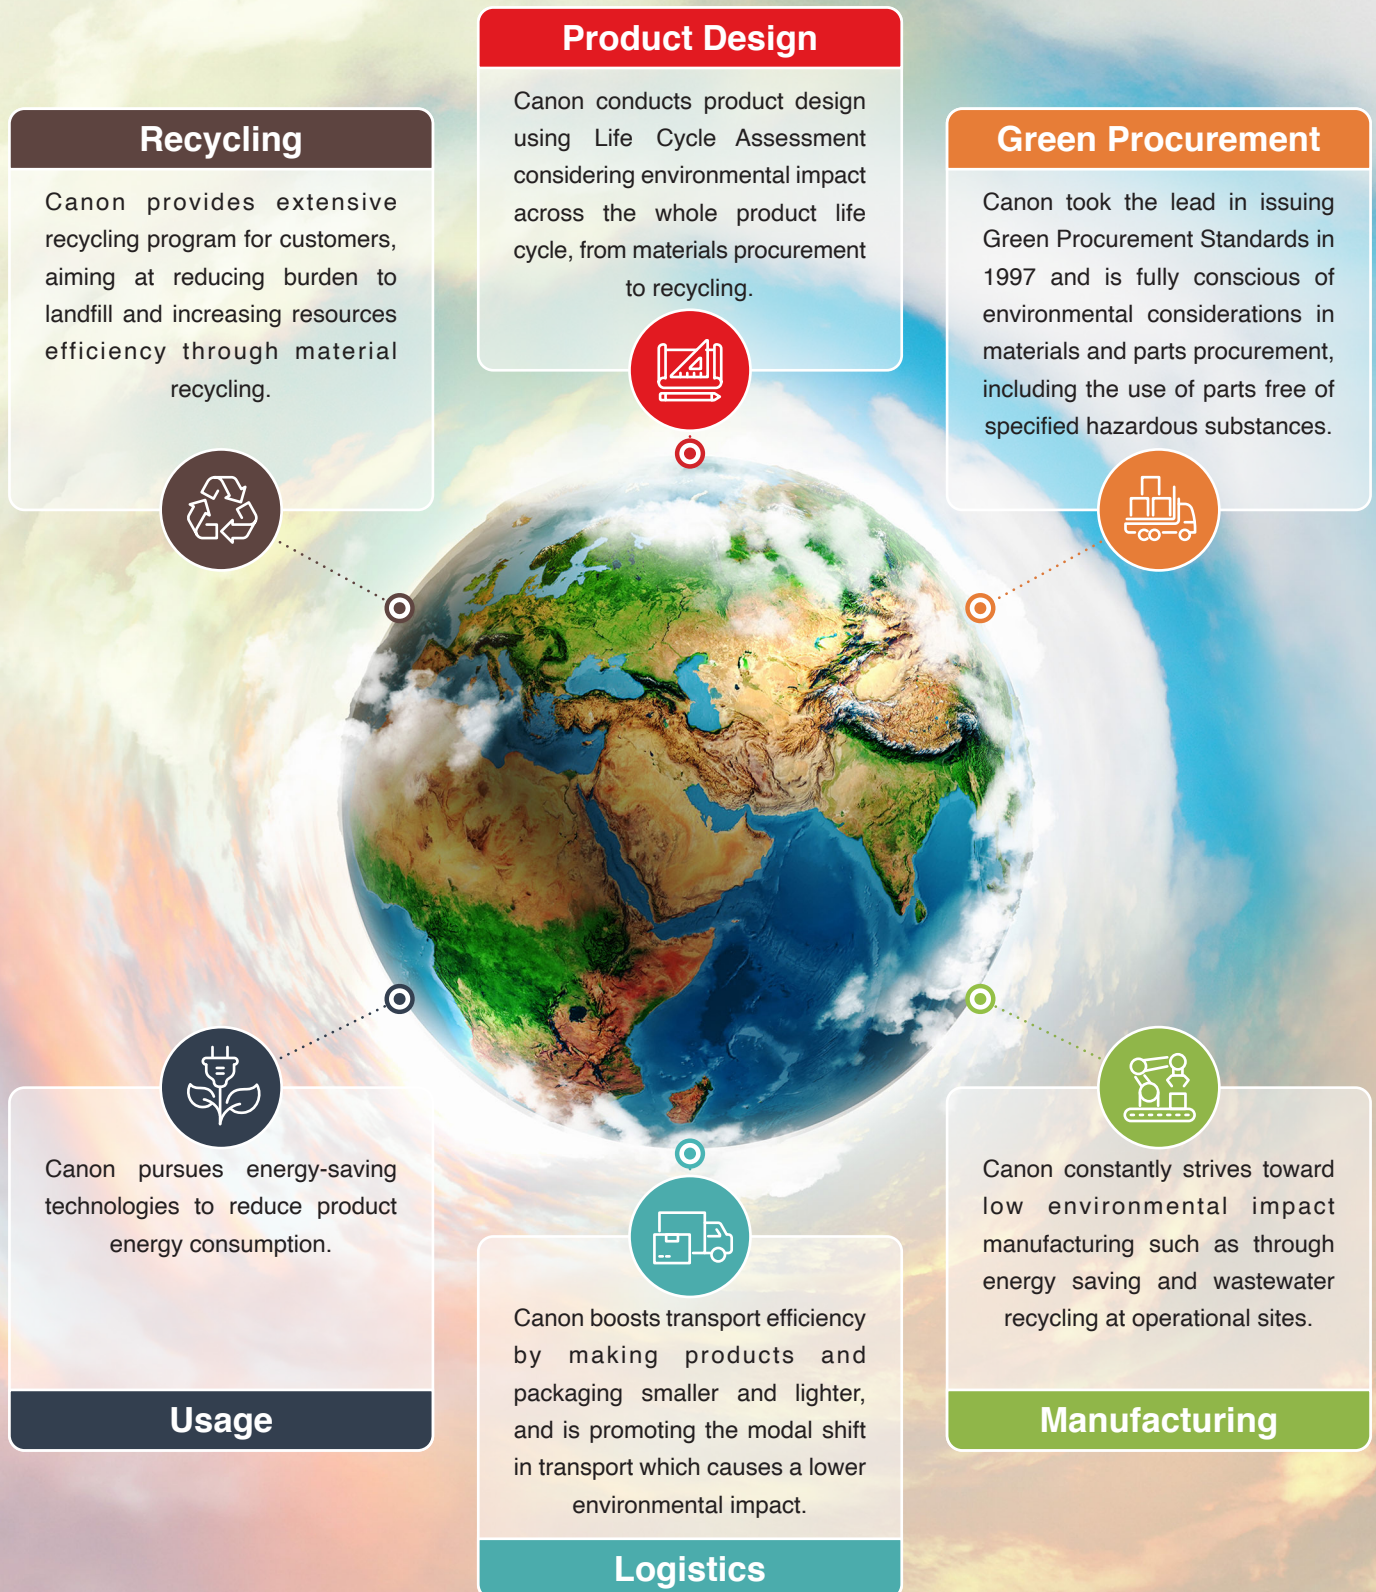 Product Design
Canon conducts product design
using Life Cycle Assessment
considering environmental impact
across the whole product life
cycle, from materials procurement
to recycling.
Recycling
Canon provides extensive
recycling program for customers,
aiming at reducing burden to
landfill and increasing resources
efficiency through material
recycling.
Green Procurement
Canon took the lead in issuing
Green Procurement Standards in
1997 and is fully conscious of
environmental considerations in
materials and parts procurement,
including the use of parts free of
specified hazardous substances.
Canon pursues energy-saving
technologies to reduce product
energy consumption.
Usage
Canon boosts transport efficiency
by making products and
packaging smaller and lighter,
and is promoting the modal shift
in transport which causes a lower
environmental impact.
Logistics
Canon constantly strives toward
low environmental impact
manufacturing such as through
energy saving and wastewater
recycling at operational sites.
Manufacturing